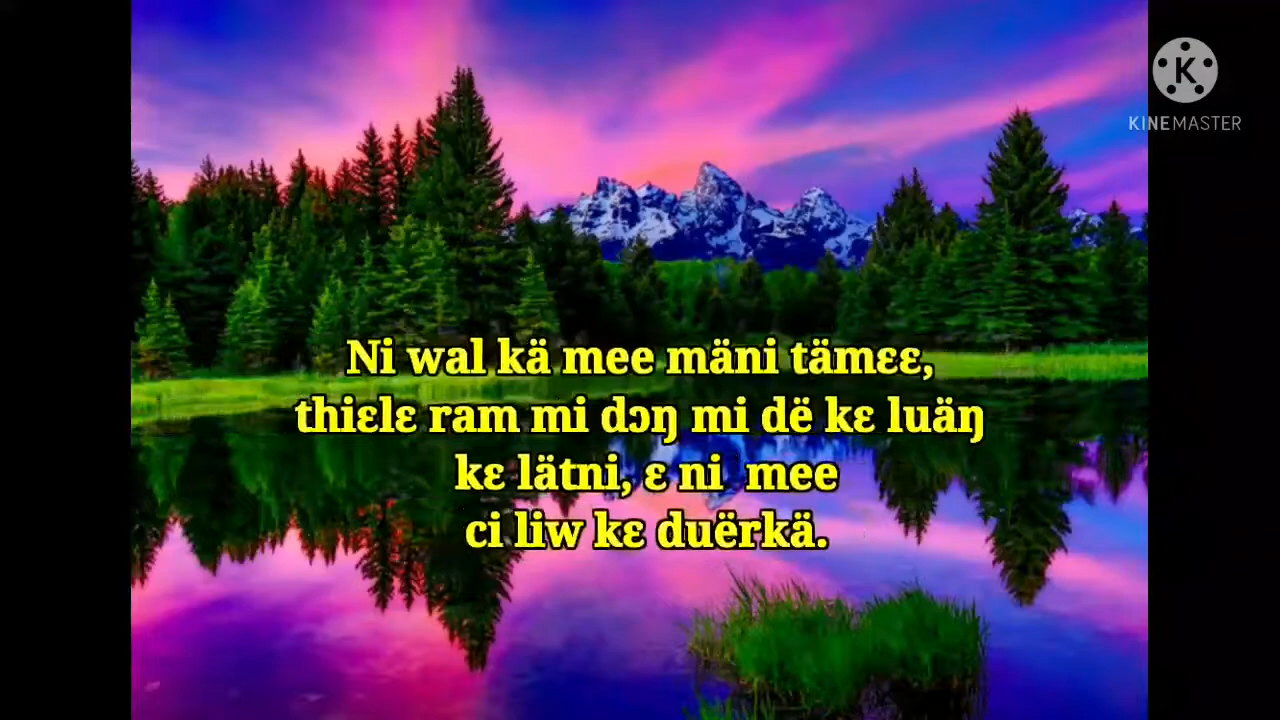 KINEMASTER
Ni wal kä mee mäni tämɛɛ,
thiɛlɛ ram mi dɔŋ mi dë kɛ luäŋ
kɛ lätni, ɛ ni mee
ci liw kɛ duërkä.